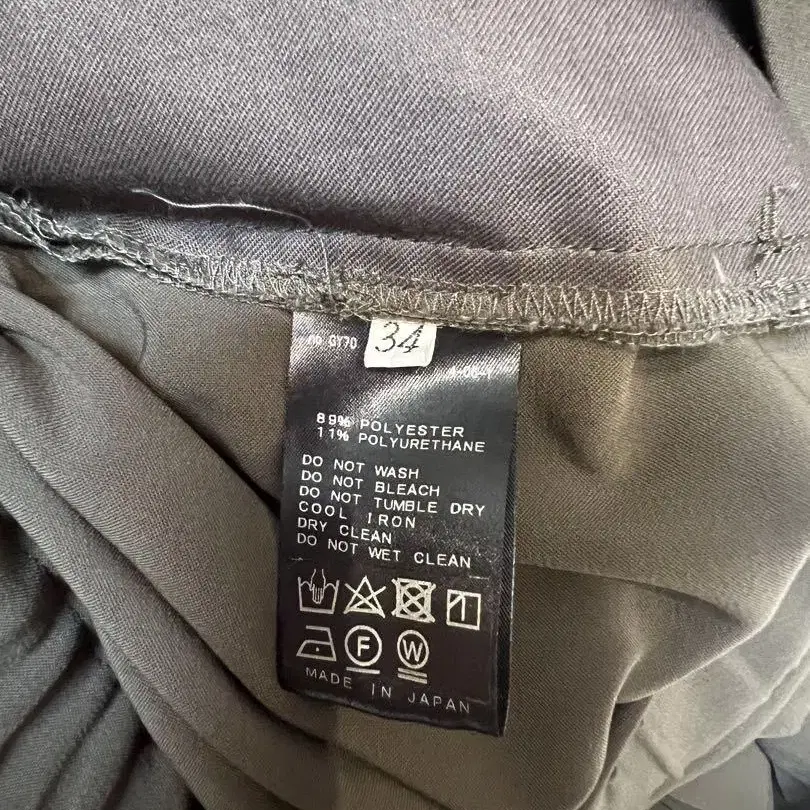 34
89% POLYESTER
11% POLYURETHANE
DO NOT WASH
DO NOT BLEACH
DO NOT TUMBLE DRY
COOL IRON
DRY CLEAN
DO NOT WET CLEAN
F W
MADE IN JAPAN